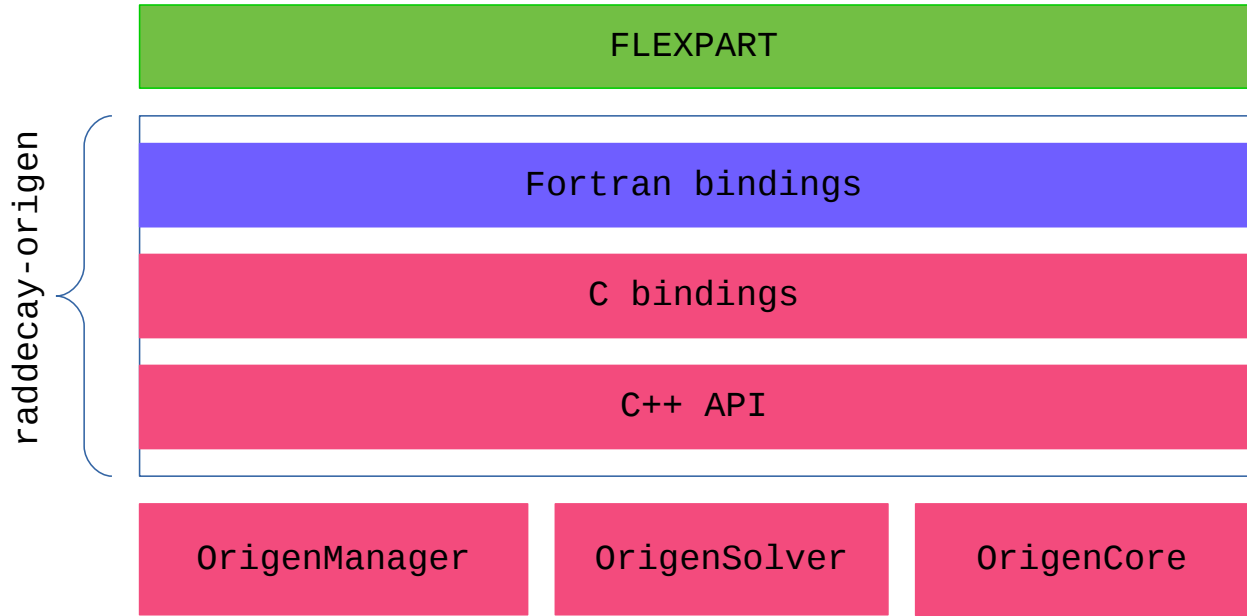 FLEXPART
raddecay-origen
Fortran bindings
C bindings
C++ API
OrigenManager
OrigenSolver
OrigenCore